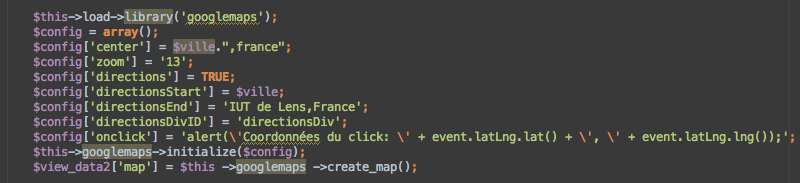 $this->load->library('googlemaps');
$config = array();
$config['center'] = $ville.",france";
$config['zoom'] = '13';
$config['directions'] = TRUE;
$config['directionsStart'] = $ville;
$config['directionsEnd'] = 'IUT de Lens,France';
$config['directionsDivID'] = 'directionsDiv';
$config['onclick'] = 'alert(\'Coordonnées du click: \' + event.latLng.lat() + \', \' + event.latLng.lng());';
$this->googlemaps->initialize($config);
$view_data2['map'] = $this ->googlemaps ->create_map();